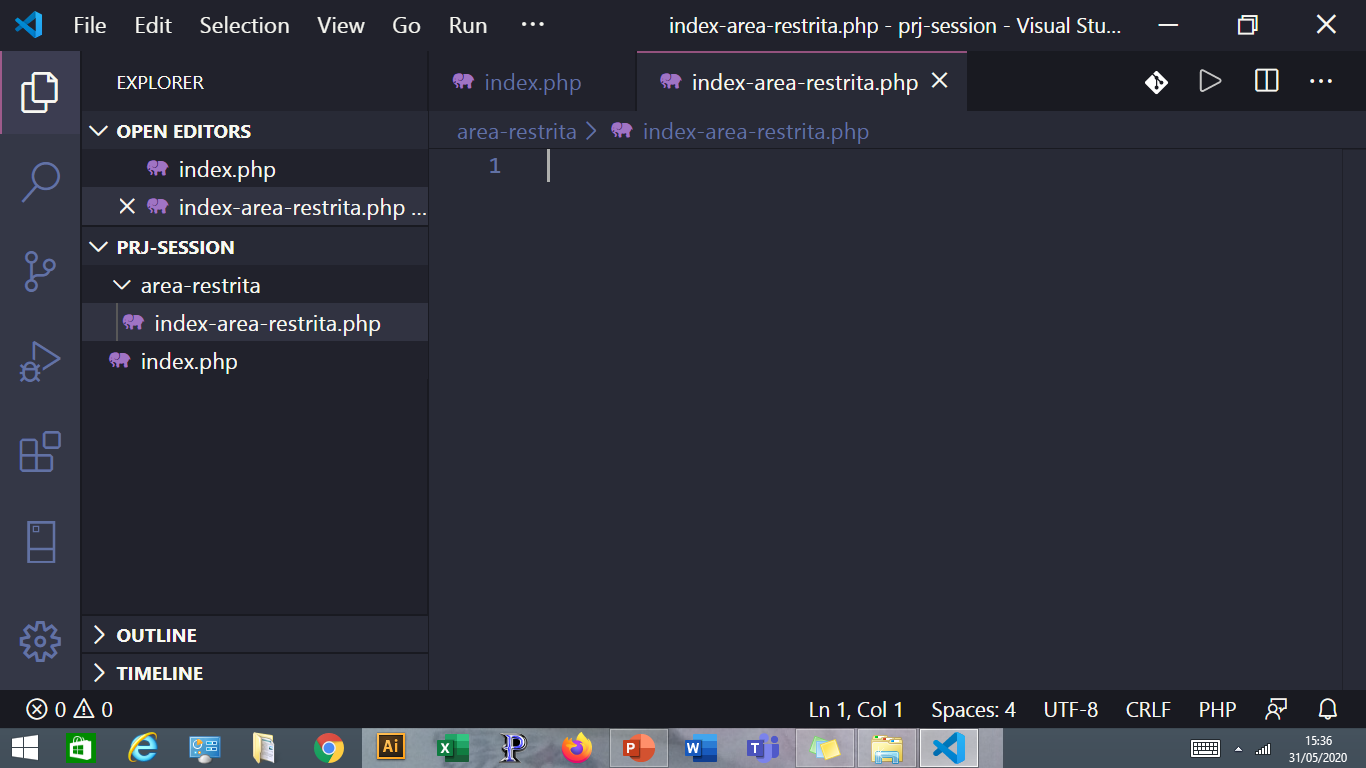 File Edit Selection View Go Run ··· index-area-restrita.php - prj-session - Visual Stu...
EXPLORER
OPEN EDITORS
index.php
index-area-restrita.php ...
PRJ-SESSION
area-restrita
index-area-restrita.php
index.php
OUTLINE
TIMELINE
index.php index-area-restrita.php
area-restrita index-area-restrita.php
1
0 0 Ln 1, Col 1 Spaces: 4 UTF-8 CRLF PHP
Ai P W T 15:36
31/05/2020